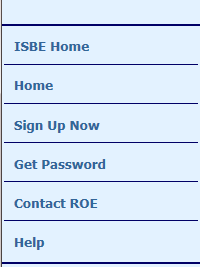 ISBE Home
Home
Sign Up Now
Get Password
Contact ROE
Help